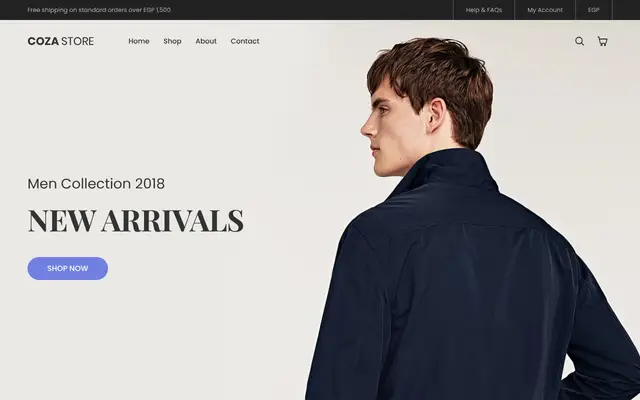 Free shipping on standard orders over EGP 1,500
Help & FAQs
My Account
EGP
COZA STORE
Home
Shop
About
Contact
Men Collection 2018
NEW ARRIVALS
SHOP NOW